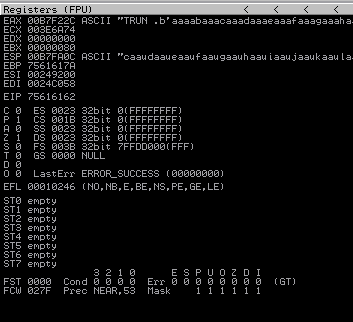 Registers (FPU) < < < <
EAX 00B7F22C ASCII "TRUN .b'aaaabaaacaaadaaaeaaafaaagaaaha
ECX 003E6A74
EDX 00000000
EBX 00000080
ESP 00B7FA0C ASCII "caaudaaueaaufaaugaauhaauiaaujaaukaaula
EBP 7561617A
ESI 00249200
EDI 0024C058
EIP 75616162
C 0 ES 0023 32bit 0(FFFFFFFF)
P 1 CS 001B 32bit 0(FFFFFFFF)
A 0 SS 0023 32bit 0(FFFFFFFF)
Z 1 DS 0023 32bit 0(FFFFFFFF)
S 0 FS 003B 32bit 7FFDD000(FFF)
T 0 GS 0000 NULL
D 0
O 0 LastErr ERROR_SUCCESS (00000000)
EFL 00010246 (NO,NB,E,BE,NS,PE,GE,LE)
ST0 empty
ST1 empty
ST2 empty
ST3 empty
ST4 empty
ST5 empty
ST6 empty
ST7 empty
3 2 1 0 E S P U O Z D I
FST 0000 Cond 0 0 0 0 Err 0 0 0 0 0 0 0 0 (GT)
FCW 027F Prec NEAR,53 Mask 1 1 1 1 1 1